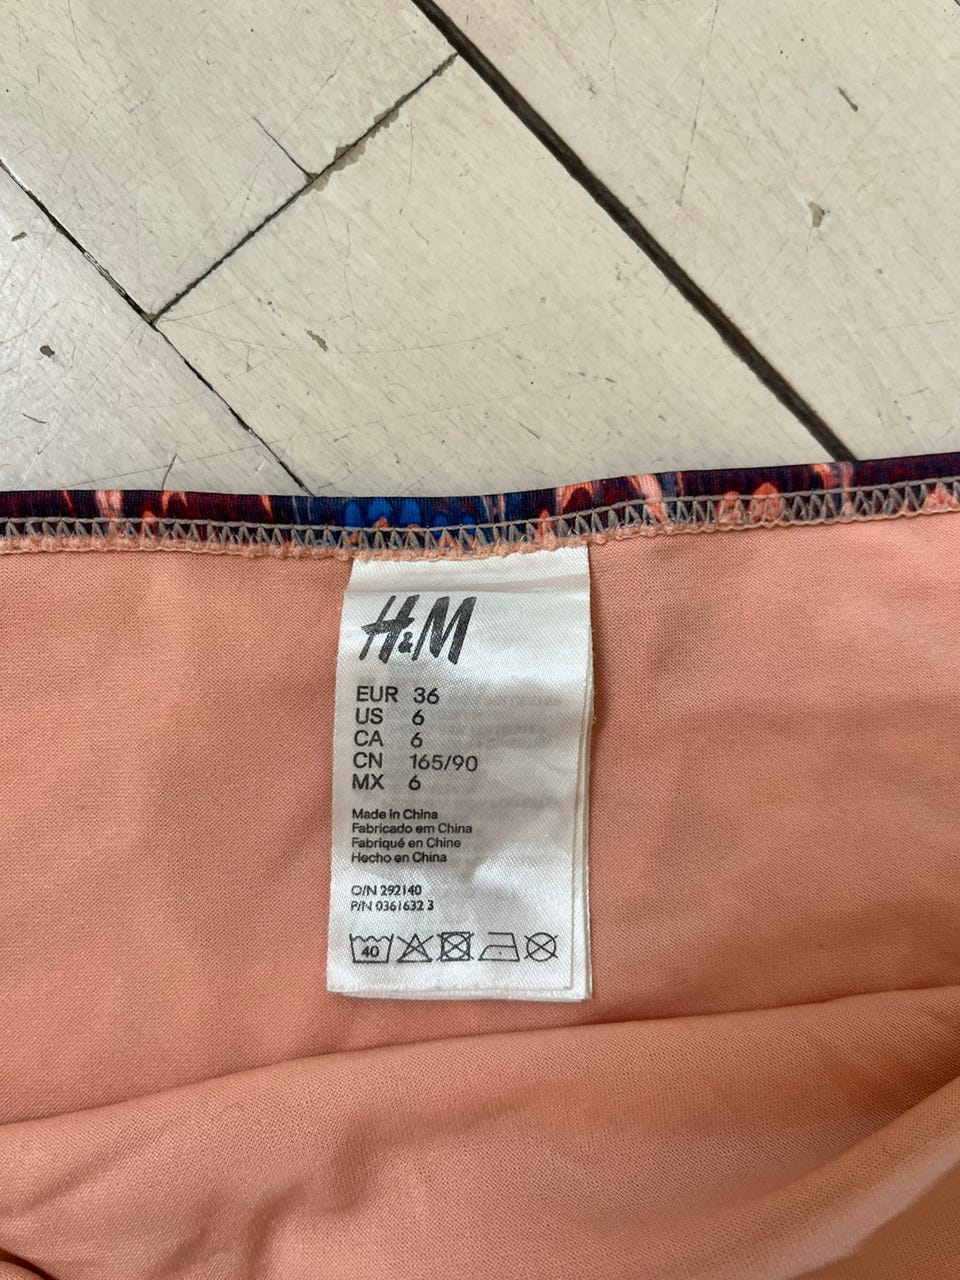 H&M
EUR 36
US 6
CA 6
CN 165/90
MX 6
Made in China
Fabricado em China
Fabriqué en Chine
Hecho en China
O/N 292140
P/N 0361632 3
40